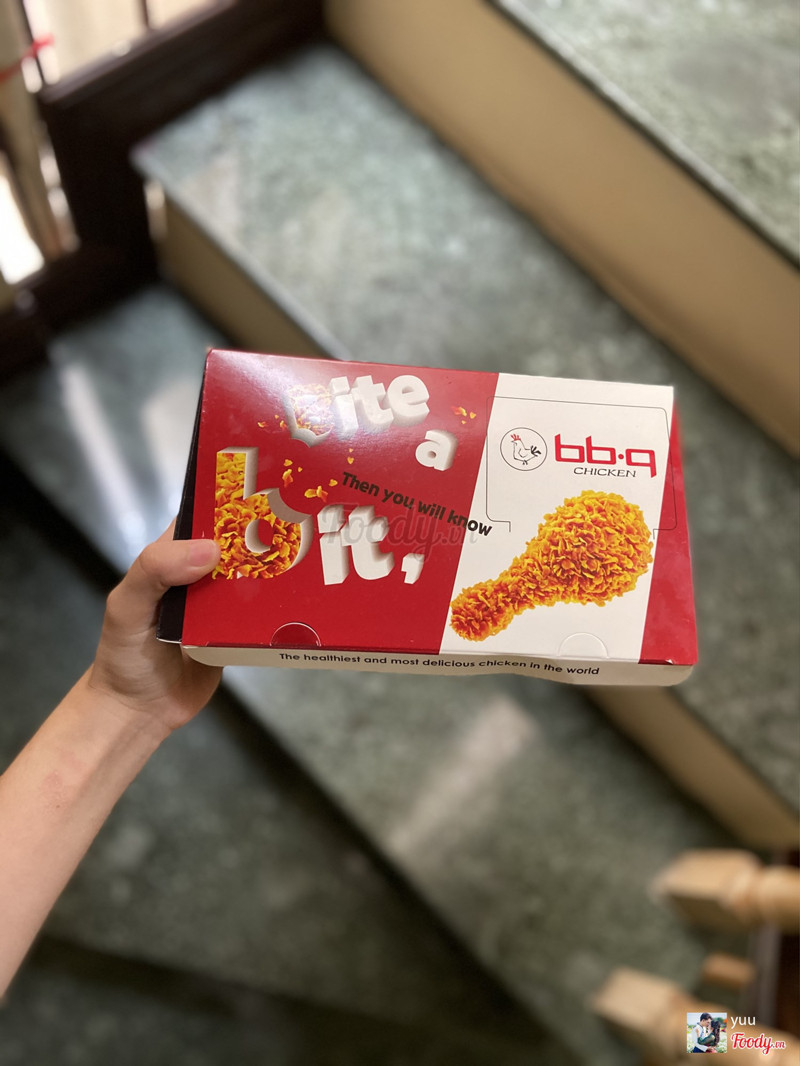 Bite
a
bit,
Then you will know
bb.q
CHICKEN
The healthiest and most delicious chicken in the world
Foody.vn
yuu
Foody.vn